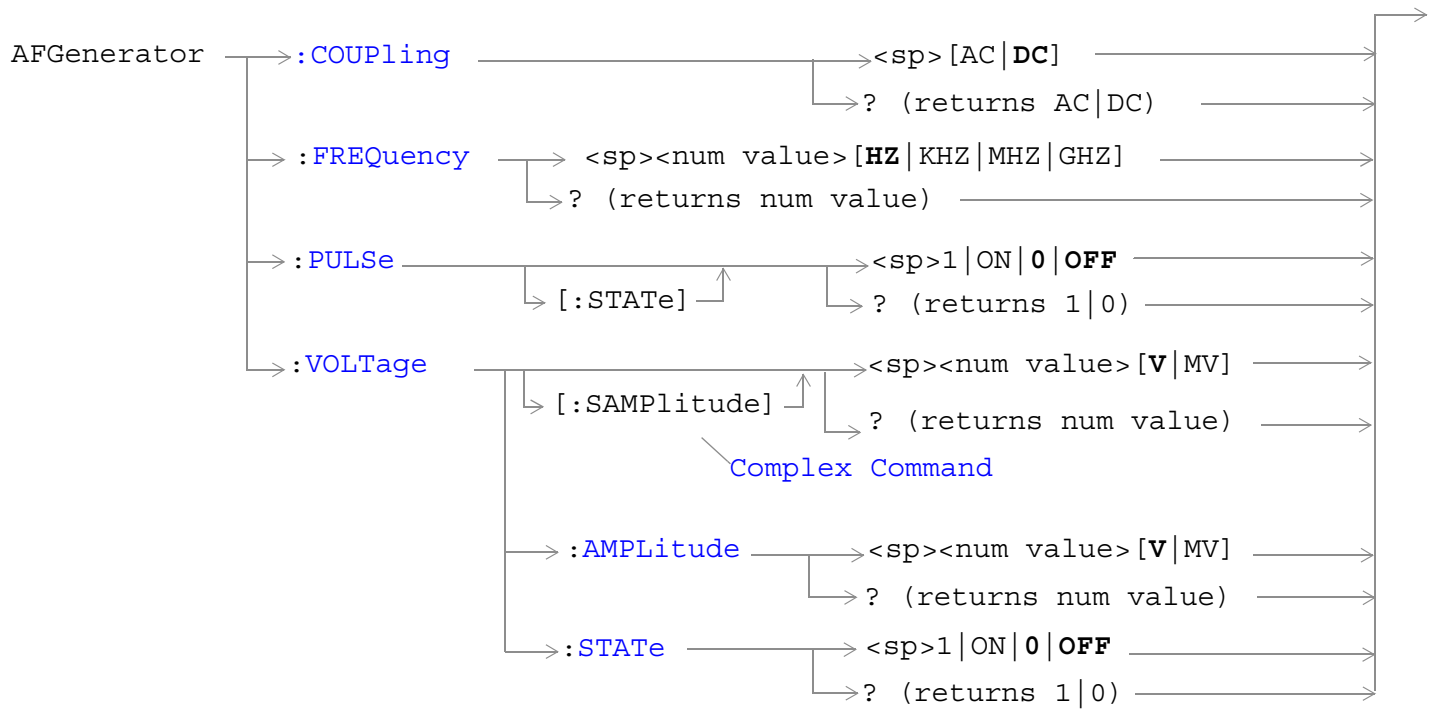 AFGenerator :COUPling <sp>[AC|DC]
? (returns AC|DC)
:FREQuency <sp><num value>[HZ|KHZ|MHZ|GHZ]
? (returns num value)
:PULSe <sp>1|ON|0|OFF
[:STATe] ? (returns 1|0)
:VOLTage <sp><num value>[V|MV]
[:SAMPlitude] ? (returns num value)
Complex Command
:AMPLitude <sp><num value>[V|MV]
? (returns num value)
:STATe <sp>1|ON|0|OFF
? (returns 1|0)